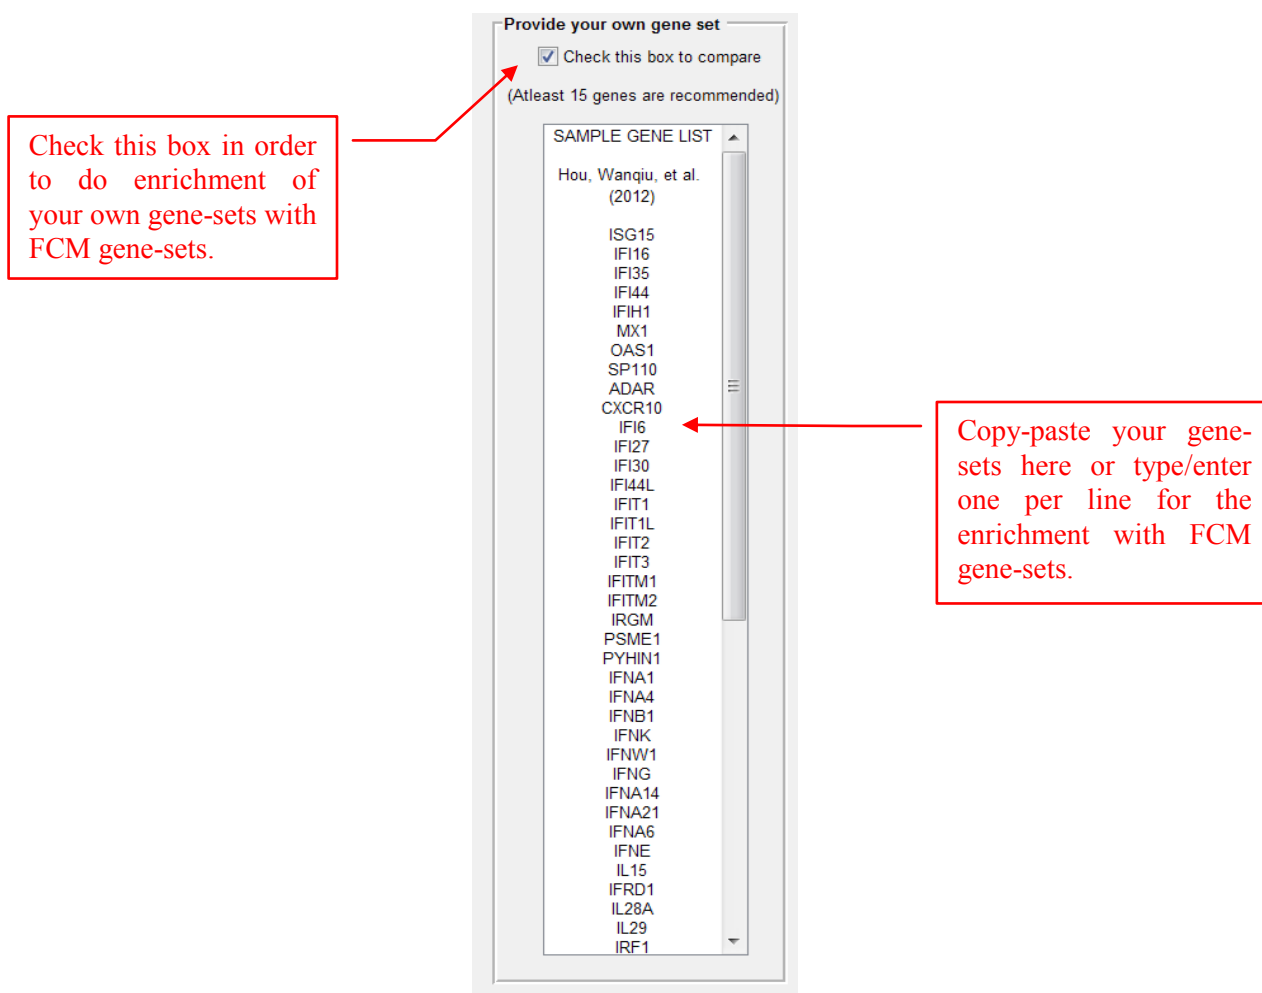 Provide your own gene set
Check this box to compare
(Atleast 15 genes are recommended)
Check this box in order
to do enrichment of
your own gene-sets with
FCM gene-sets.
SAMPLE GENE LIST
Hou, Wanqiu, et al.
(2012)
ISG15
IFI16
IFI35
IFI44
IFIH1
MX1
OAS1
SP110
ADAR
CXCR10
IFI6
IFI27
IFI30
IFI44L
IFIT1
IFIT1L
IFIT2
IFIT3
IFITM1
IFITM2
IRGM
PSME1
PYHIN1
IFNA1
IFNA4
IFNB1
IFNK
IFNW1
IFNG
IFNA14
IFNA21
IFNA6
IFNE
IL15
IFRD1
IL28A
IL29
IRF1
Copy-paste your gene-
sets here or type/enter
one per line for the
enrichment with FCM
gene-sets.